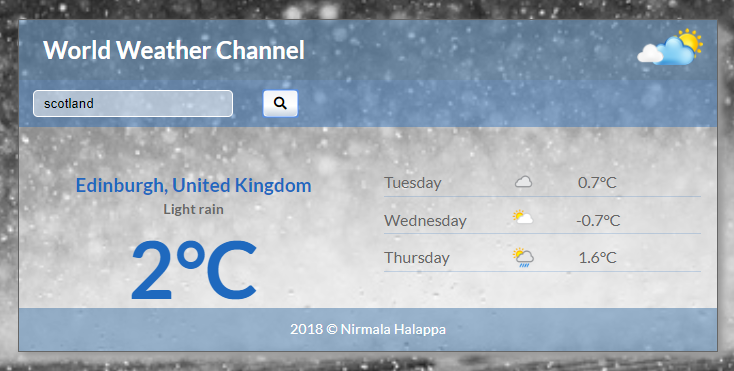 World Weather Channel
scotland
Edinburgh, United Kingdom
Light rain
2°C
Tuesday 0.7°C
Wednesday -0.7°C
Thursday 1.6°C
2018 © Nirmala Halappa